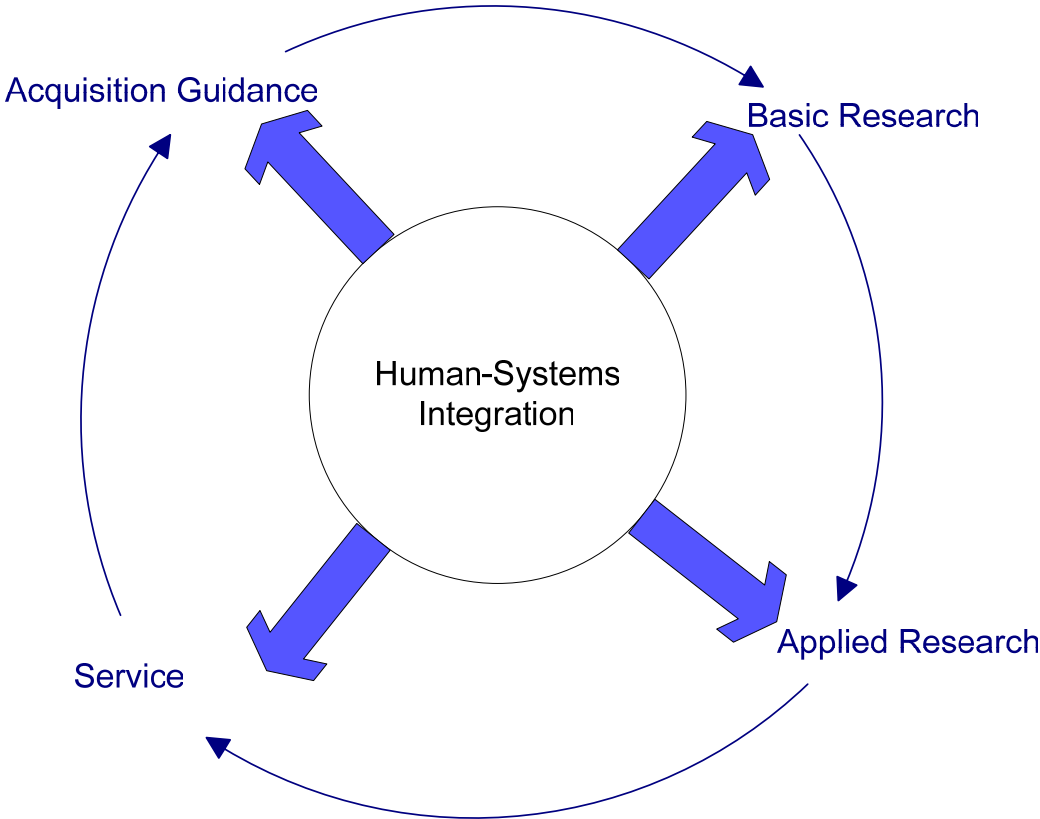 Acquisition Guidance
Basic Research
Human-Systems
Integration
Applied Research
Service